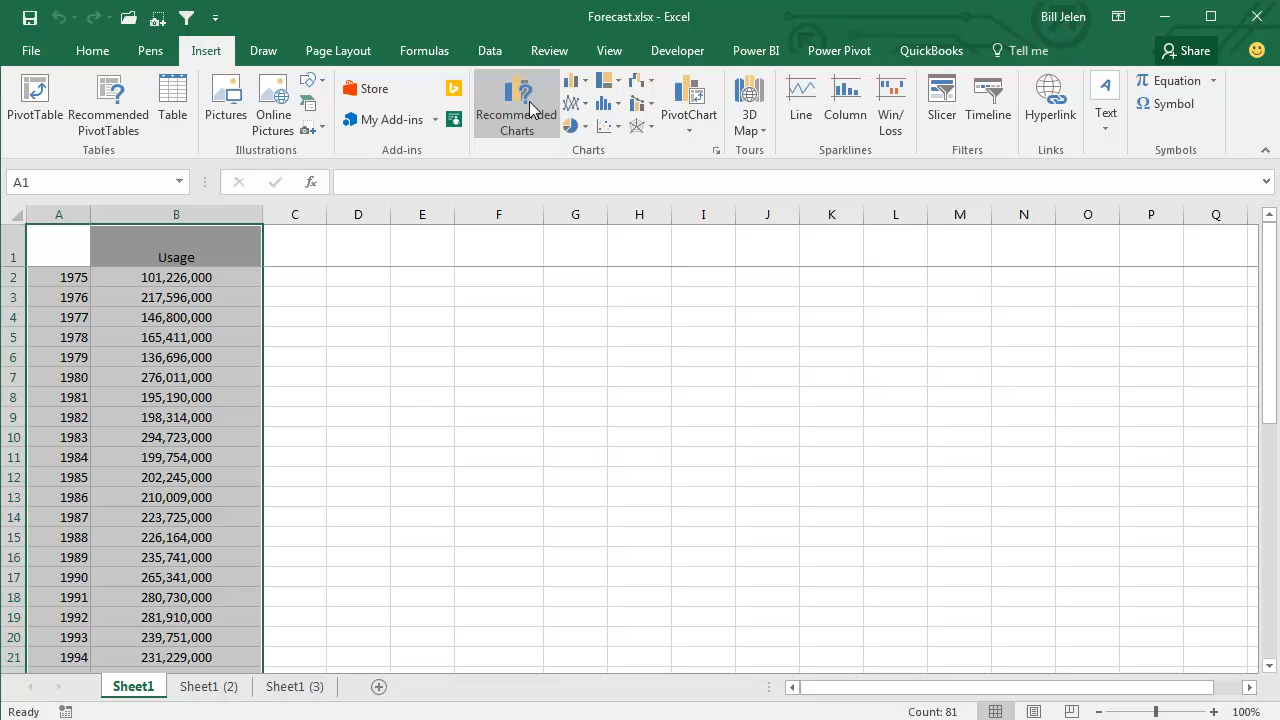 Forecast.xlsx - Excel
Bill Jelen
File Home Pens Insert Draw Page Layout Formulas Data Review View Developer Power BI Power Pivot QuickBooks Tell me Share
PivotTable
Recommended PivotTables
Table
Pictures
Online Pictures
Store
My Add-ins
Recommended Charts
PivotChart
3D Map
Line
Column
Win/ Loss
Slicer
Timeline
Hyperlink
A
Text
π Equation
Ω Symbol
Tables Illustrations Add-ins Charts Tours Sparklines Filters Links Symbols
A1 fx
A B C D E F G H I J K L M N O P Q
1 Usage
2 1975 101,226,000
3 1976 217,596,000
4 1977 146,800,000
5 1978 165,411,000
6 1979 136,696,000
7 1980 276,011,000
8 1981 195,190,000
9 1982 198,314,000
10 1983 294,723,000
11 1984 199,754,000
12 1985 202,245,000
13 1986 210,009,000
14 1987 223,725,000
15 1988 226,164,000
16 1989 235,741,000
17 1990 265,341,000
18 1991 280,730,000
19 1992 281,910,000
20 1993 239,751,000
21 1994 231,229,000
Sheet1 Sheet1 (2) Sheet1 (3)
Ready Count: 81 100%